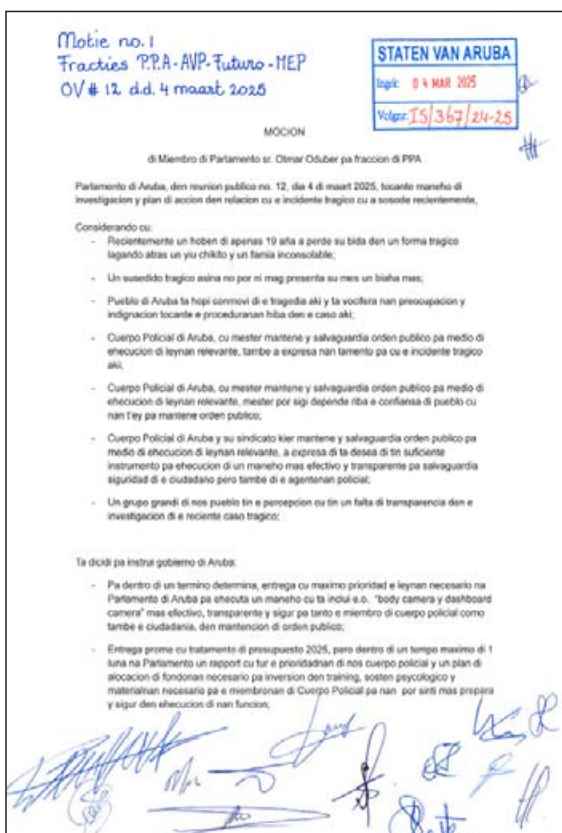 Motie no. 1
Fracties P.P.A-AVP-Futuro-MEP
OV # 12 d.d. 4 maart 2025
STATEN VAN ARUBA
Ingek: 04 MAR 2025
Volgnr: IS/367/24-25
MOCION
di Miembro di Parlamento sr. Otmar Oduber pa fraccion di PPA
Parlamento di Aruba, den reunion publico no. 12, dia 4 di maart 2025, tocante maneho di
investigacion y plan di accion den relacion cu e incidente tragico cu a sosode recientemente,
Considerando cu:
- Recientemente un hoben di apenas 19 aña a perde su bida den un forma tragico
lagando atras un yiu chikito y un famia inconsolable;
- Un susedido tragico asina no por ni mag presenta su mes un biaha mas;
- Pueblo di Aruba ta hopi conmovi di e tragedia aki y ta vocifera nan preocupacion y
indignacion tocante e proceduranan hiba den e caso aki;
- Cuerpo Policial di Aruba, cu mester mantene y salvaguardia orden publico pa medio di
ehecucion di leynan relevante, tambe a expresa nan lamento pa cu e incidente tragico
aki;
- Cuerpo Policial di Aruba, cu mester mantene y salvaguardia orden publico pa medio di
ehecucion di leynan relevante, mester por sigi depende riba e confiansa di pueblo cu
nan t'ey pa mantene orden publico;
- Cuerpo Policial di Aruba y su sindicato kier mantene y salvaguardia orden publico pa
medio di ehecucion di leynan relevante, a expresa di ta desea di tin suficiente
instrumento pa ehecucion di un maneho mas efectivo y transparente pa salvaguardia
siguridad di e ciudadano pero tambe di e agentenan policial;
- Un grupo grandi di nos pueblo tin e percepcion cu tin un falta di transparencia den e
investigacion di e reciente caso tragico;
Ta dicidi pa instrui gobierno di Aruba:
- Pa dentro di un termino determina, entrega cu maximo prioridad e leynan necesario na
Parlamento di Aruba pa ehecuta un maneho cu ta inclui e.o. "body camera y dashboard
camera" mas efectivo, transparente y sigur pa tanto e miembro di cuerpo policial como
tambe e ciudadania, den mantencion di orden publico;
- Entrega prome cu tratamento di presupuesto 2025, pero dentro di un tempo maximo di 1
luna na Parlamento un rapport cu tur e prioridadnan di nos cuerpo policial y un plan di
alocacion di fondonan necesario pa inversion den training, sosten psycologico y
materialnan necesario pa e miembronan di Cuerpo Policial pa nan por sinti mas prepara
y sigur den ehecucion di nan funcion;